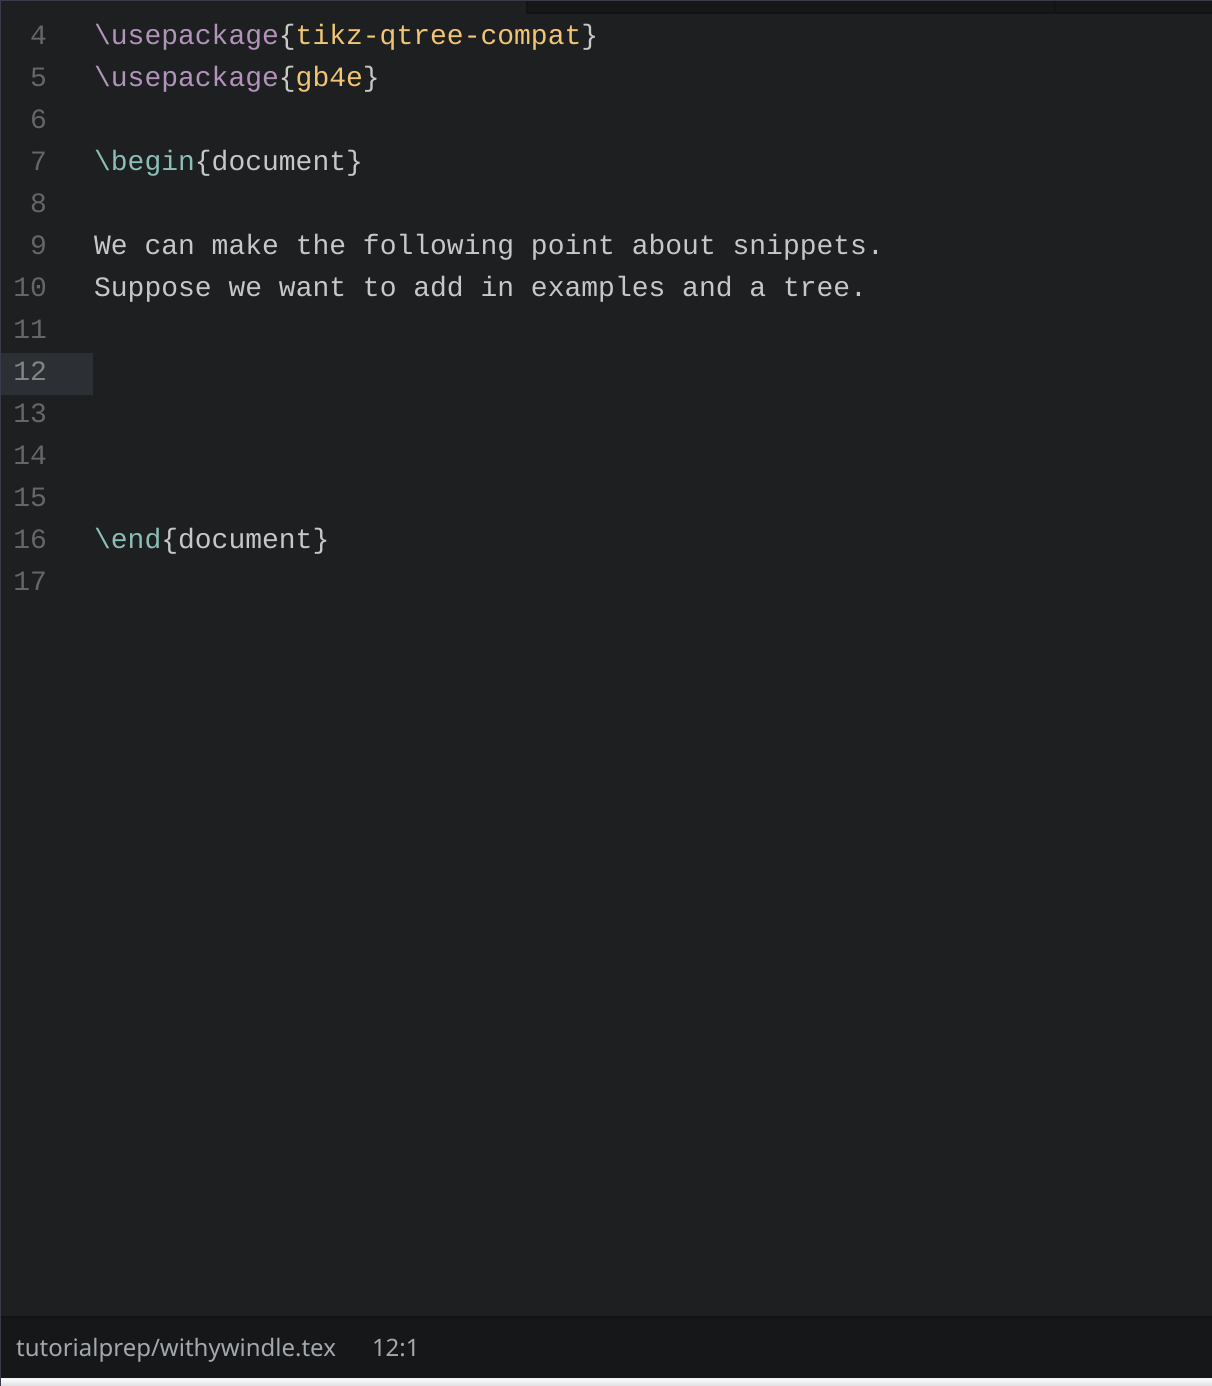 4 \usepackage{tikz-qtree-compat}
5 \usepackage{gb4e}
6
7 \begin{document}
8
9 We can make the following point about snippets.
10 Suppose we want to add in examples and a tree.
11
12
13
14
15
16 \end{document}
17
tutorialprep/withywindle.tex 12:1